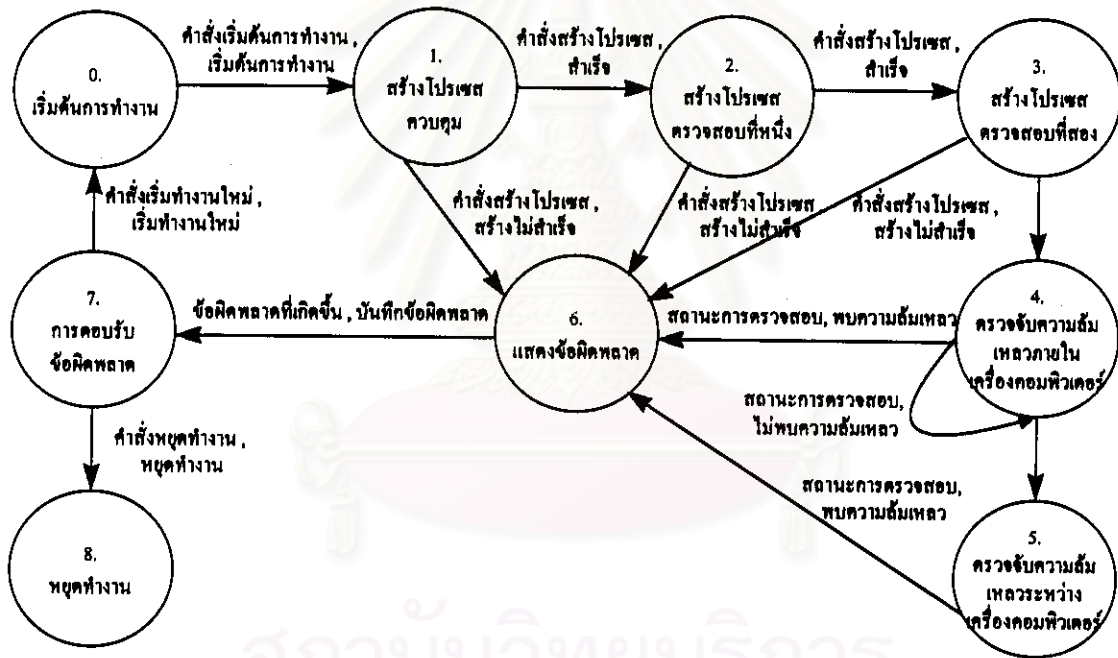 0.
เริ่มต้นการทำงาน
คำสั่งเริ่มต้นการทำงาน ,
เริ่มต้นการทำงาน
1.
สร้างโปรเซส
ควบคุม
คำสั่งสร้างโปรเซส ,
สำเร็จ
2.
สร้างโปรเซส
ตรวจสอบที่หนึ่ง
คำสั่งสร้างโปรเซส ,
สำเร็จ
3.
สร้างโปรเซส
ตรวจสอบที่สอง
คำสั่งเริ่มทำงานใหม่ ,
เริ่มทำงานใหม่
คำสั่งสร้างโปรเซส ,
สร้างไม่สำเร็จ
คำสั่งสร้างโปรเซส
สร้างไม่สำเร็จ
คำสั่งสร้างโปรเซส ,
สร้างไม่สำเร็จ
7.
การตอบรับ
ข้อผิดพลาด
ข้อผิดพลาดที่เกิดขึ้น , บันทึกข้อผิดพลาด
6.
แสดงข้อผิดพลาด
สถานะการตรวจสอบ, พบความล้มเหลว
4.
ตรวจจับความล้ม
เหลวภายใน
เครื่องคอมพิวเตอร์
สถานะการตรวจสอบ,
ไม่พบความล้มเหลว
คำสั่งหยุดทำงาน ,
หยุดทำงาน
สถานะการตรวจสอบ,
พบความล้มเหลว
8.
หยุดทำงาน
5.
ตรวจจับความล้ม
เหลวระหว่าง
เครื่องคอมพิวเตอร์
สถาบันวิทยบริการ